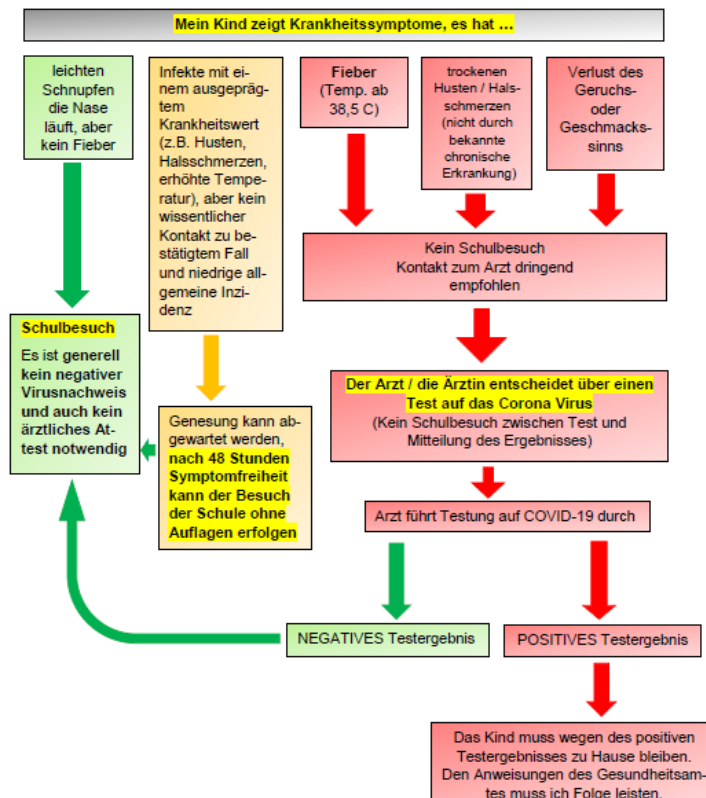 Mein Kind zeigt Krankheitssymptome, es hat ...
leichten
Schnupfen
die Nase
läuft, aber
kein Fieber
Infekte mit ei-
nem ausgepräg-
tem
Krankheitswert
(z.B. Husten,
Halsschmerzen,
erhöhte Tempe-
ratur), aber kein
wissentlicher
Kontakt zu be-
stätigtem Fall
und niedrige all-
gemeine Inzi-
denz
Fieber
(Temp. ab
38,5 C)
trockenen
Husten / Hals-
schmerzen
(nicht durch
bekannte
chronische
Erkrankung)
Verlust des
Geruchs-
oder
Geschmacks-
sinns
Kein Schulbesuch
Kontakt zum Arzt dringend
empfohlen
Schulbesuch
Es ist generell
kein negativer
Virusnachweis
und auch kein
ärztliches At-
test notwendig
Genesung kann ab-
gewartet werden,
nach 48 Stunden
Symptomfreiheit
kann der Besuch
der Schule ohne
Auflagen erfolgen
Der Arzt / die Ärztin entscheidet über einen
Test auf das Corona Virus
(Kein Schulbesuch zwischen Test und
Mitteilung des Ergebnisses)
Arzt führt Testung auf COVID-19 durch
NEGATIVES Testergebnis
POSITIVES Testergebnis
Das Kind muss wegen des positiven
Testergebnisses zu Hause bleiben.
Den Anweisungen des Gesundheitsam-
tes muss ich Folge leisten.